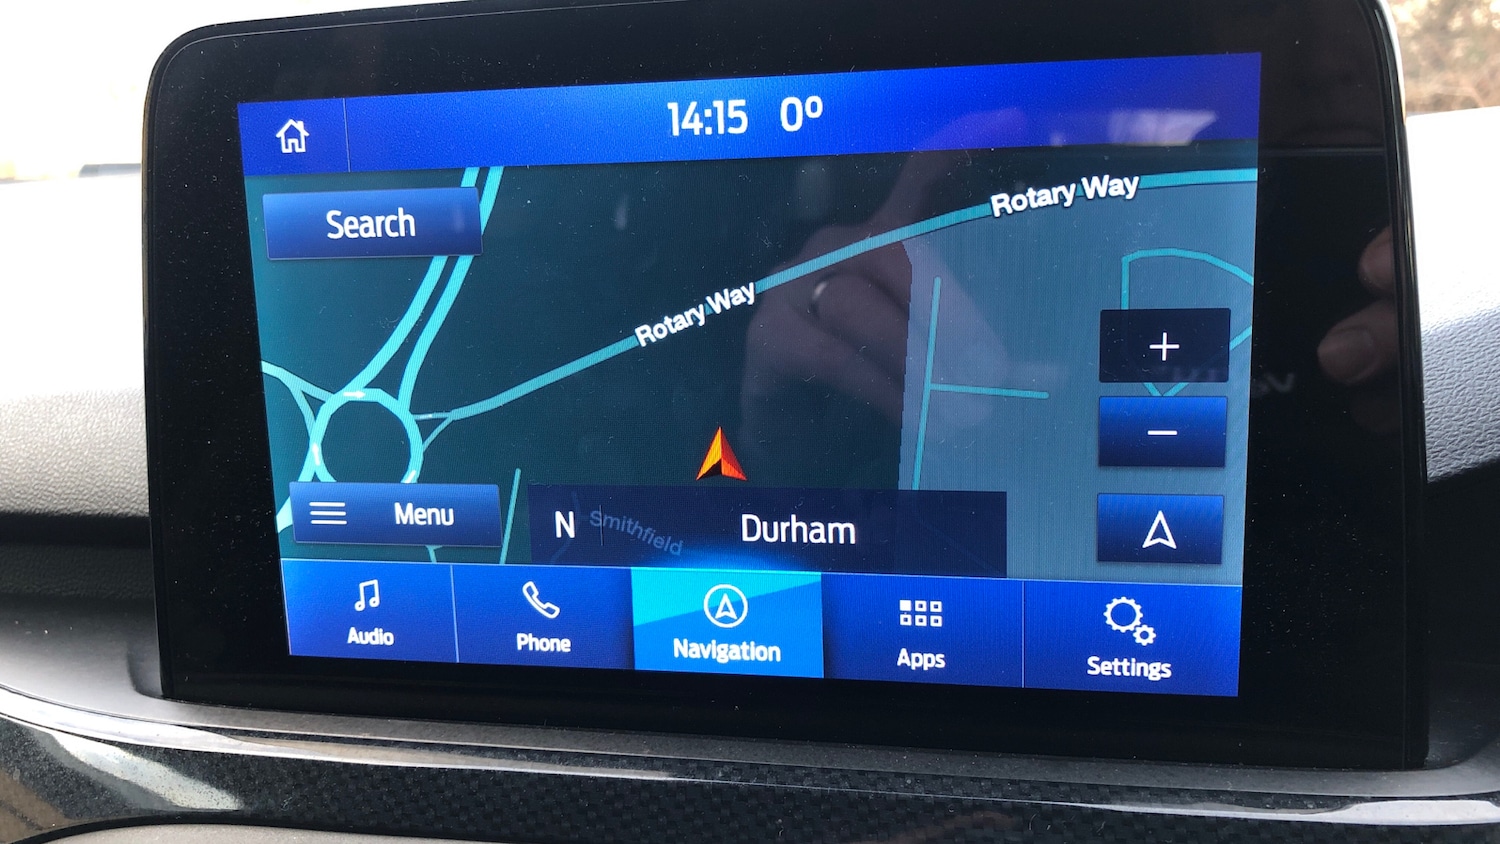 14:15 0°
Search
Rotary Way
Rotary Way
+
−
Menu
N
Smithfield
Durham
Audio
Phone
Navigation
Apps
Settings